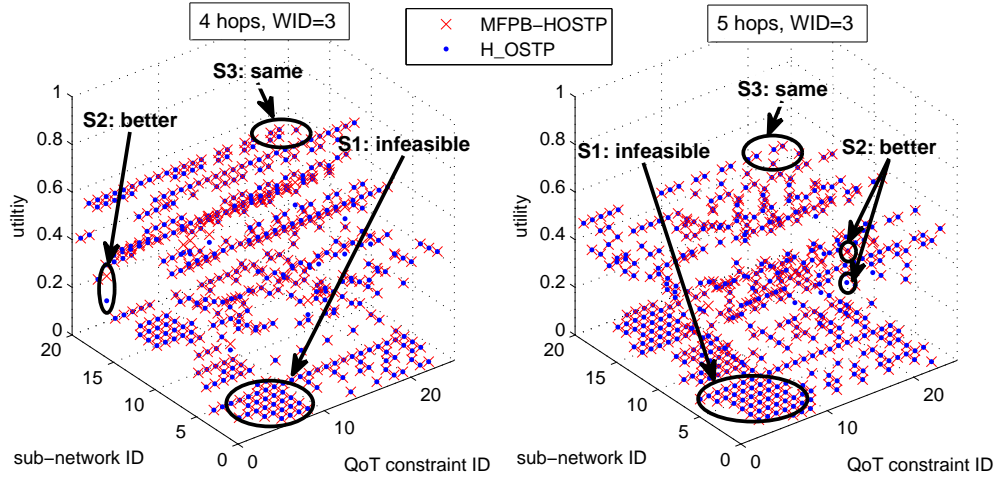 4 hops, WID=3
MFPB−HOSTP
H_OSTP
5 hops, WID=3
S3: same
S2: better
S1: infeasible
1
0.8
0.6
0.4
0.2
0
utiltiy
20
15
10
5
0
sub−network ID
0
10
20
QoT constraint ID
S3: same
S1: infeasible
S2: better
1
0.8
0.6
0.4
0.2
0
utility
20
15
10
5
0
sub−network ID
0
10
20
QoT constraint ID